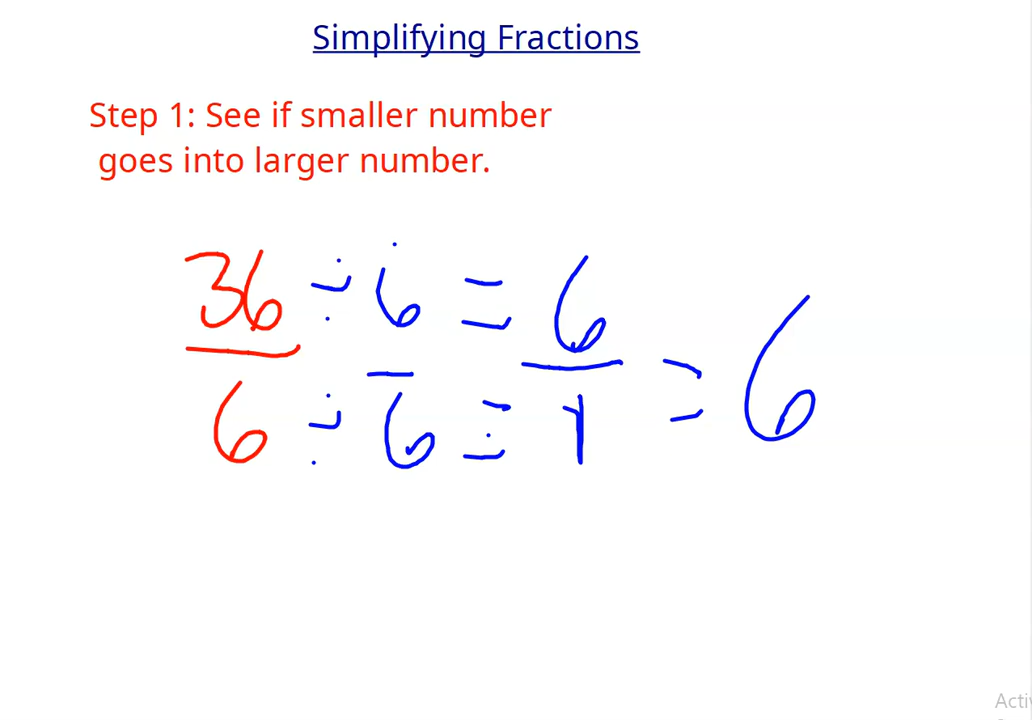 Simplifying Fractions
Step 1: See if smaller number
goes into larger number.
36 ÷ 6 = 6
6 ÷ 6 = 1 = 6
Activ